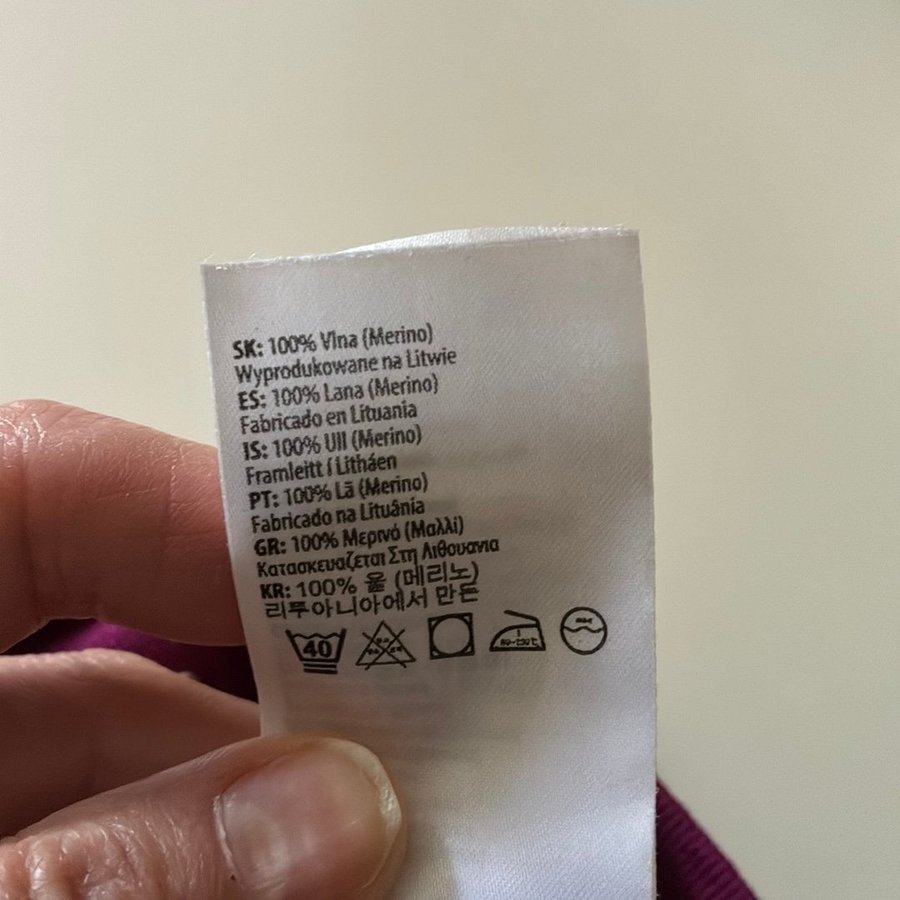 SK: 100% Vlna (Merino)
Wyprodukowane na Litwie
ES: 100% Lana (Merino)
Fabricado en Lituania
IS: 100% Ull (Merino)
Framleitt í Litháen
PT: 100% Lã (Merino)
Fabricado na Lituânia
GR: 100% Μερινό (Μαλλί)
Κατασκευαζεται Στη Λιθουανια
KR: 100% 울 (메리노)
리투아니아에서 만든
40